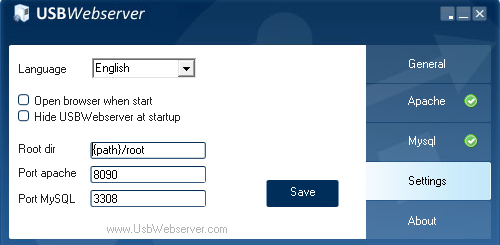 USBWebserver
Language
English
General
Open browser when start
Hide USBWebserver at startup
Apache
Mysql
Root dir
{path}/root
Port apache
8090
Port MySQL
3308
Save
Settings
www.UsbWebserver.com
About